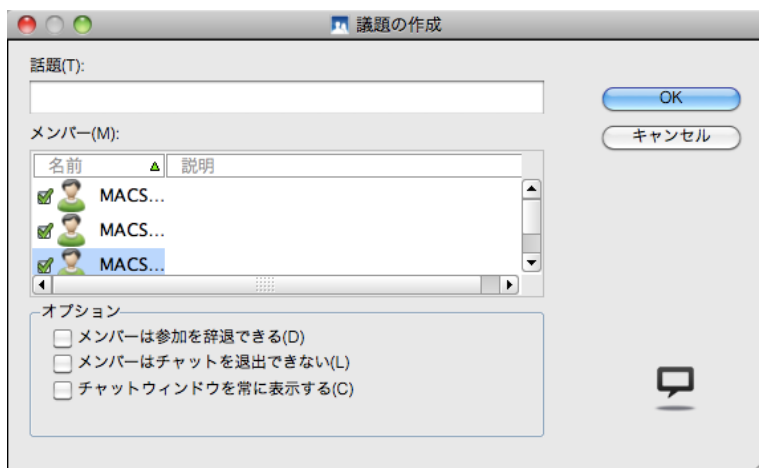 議題の作成
話題(T):
OK
メンバー(M):
キャンセル
名前 説明
MACS...
MACS...
MACS...
オプション
メンバーは参加を辞退できる(D)
メンバーはチャットを退出できない(L)
チャットウィンドウを常に表示する(C)